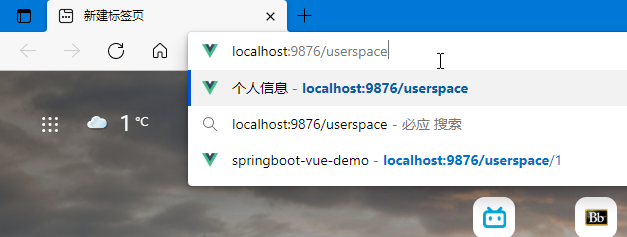 新建标签页
localhost:9876/userspace
个人信息 - localhost:9876/userspace
localhost:9876/userspace - 必应 搜索
springboot-vue-demo - localhost:9876/userspace/1
1 °C
Bb